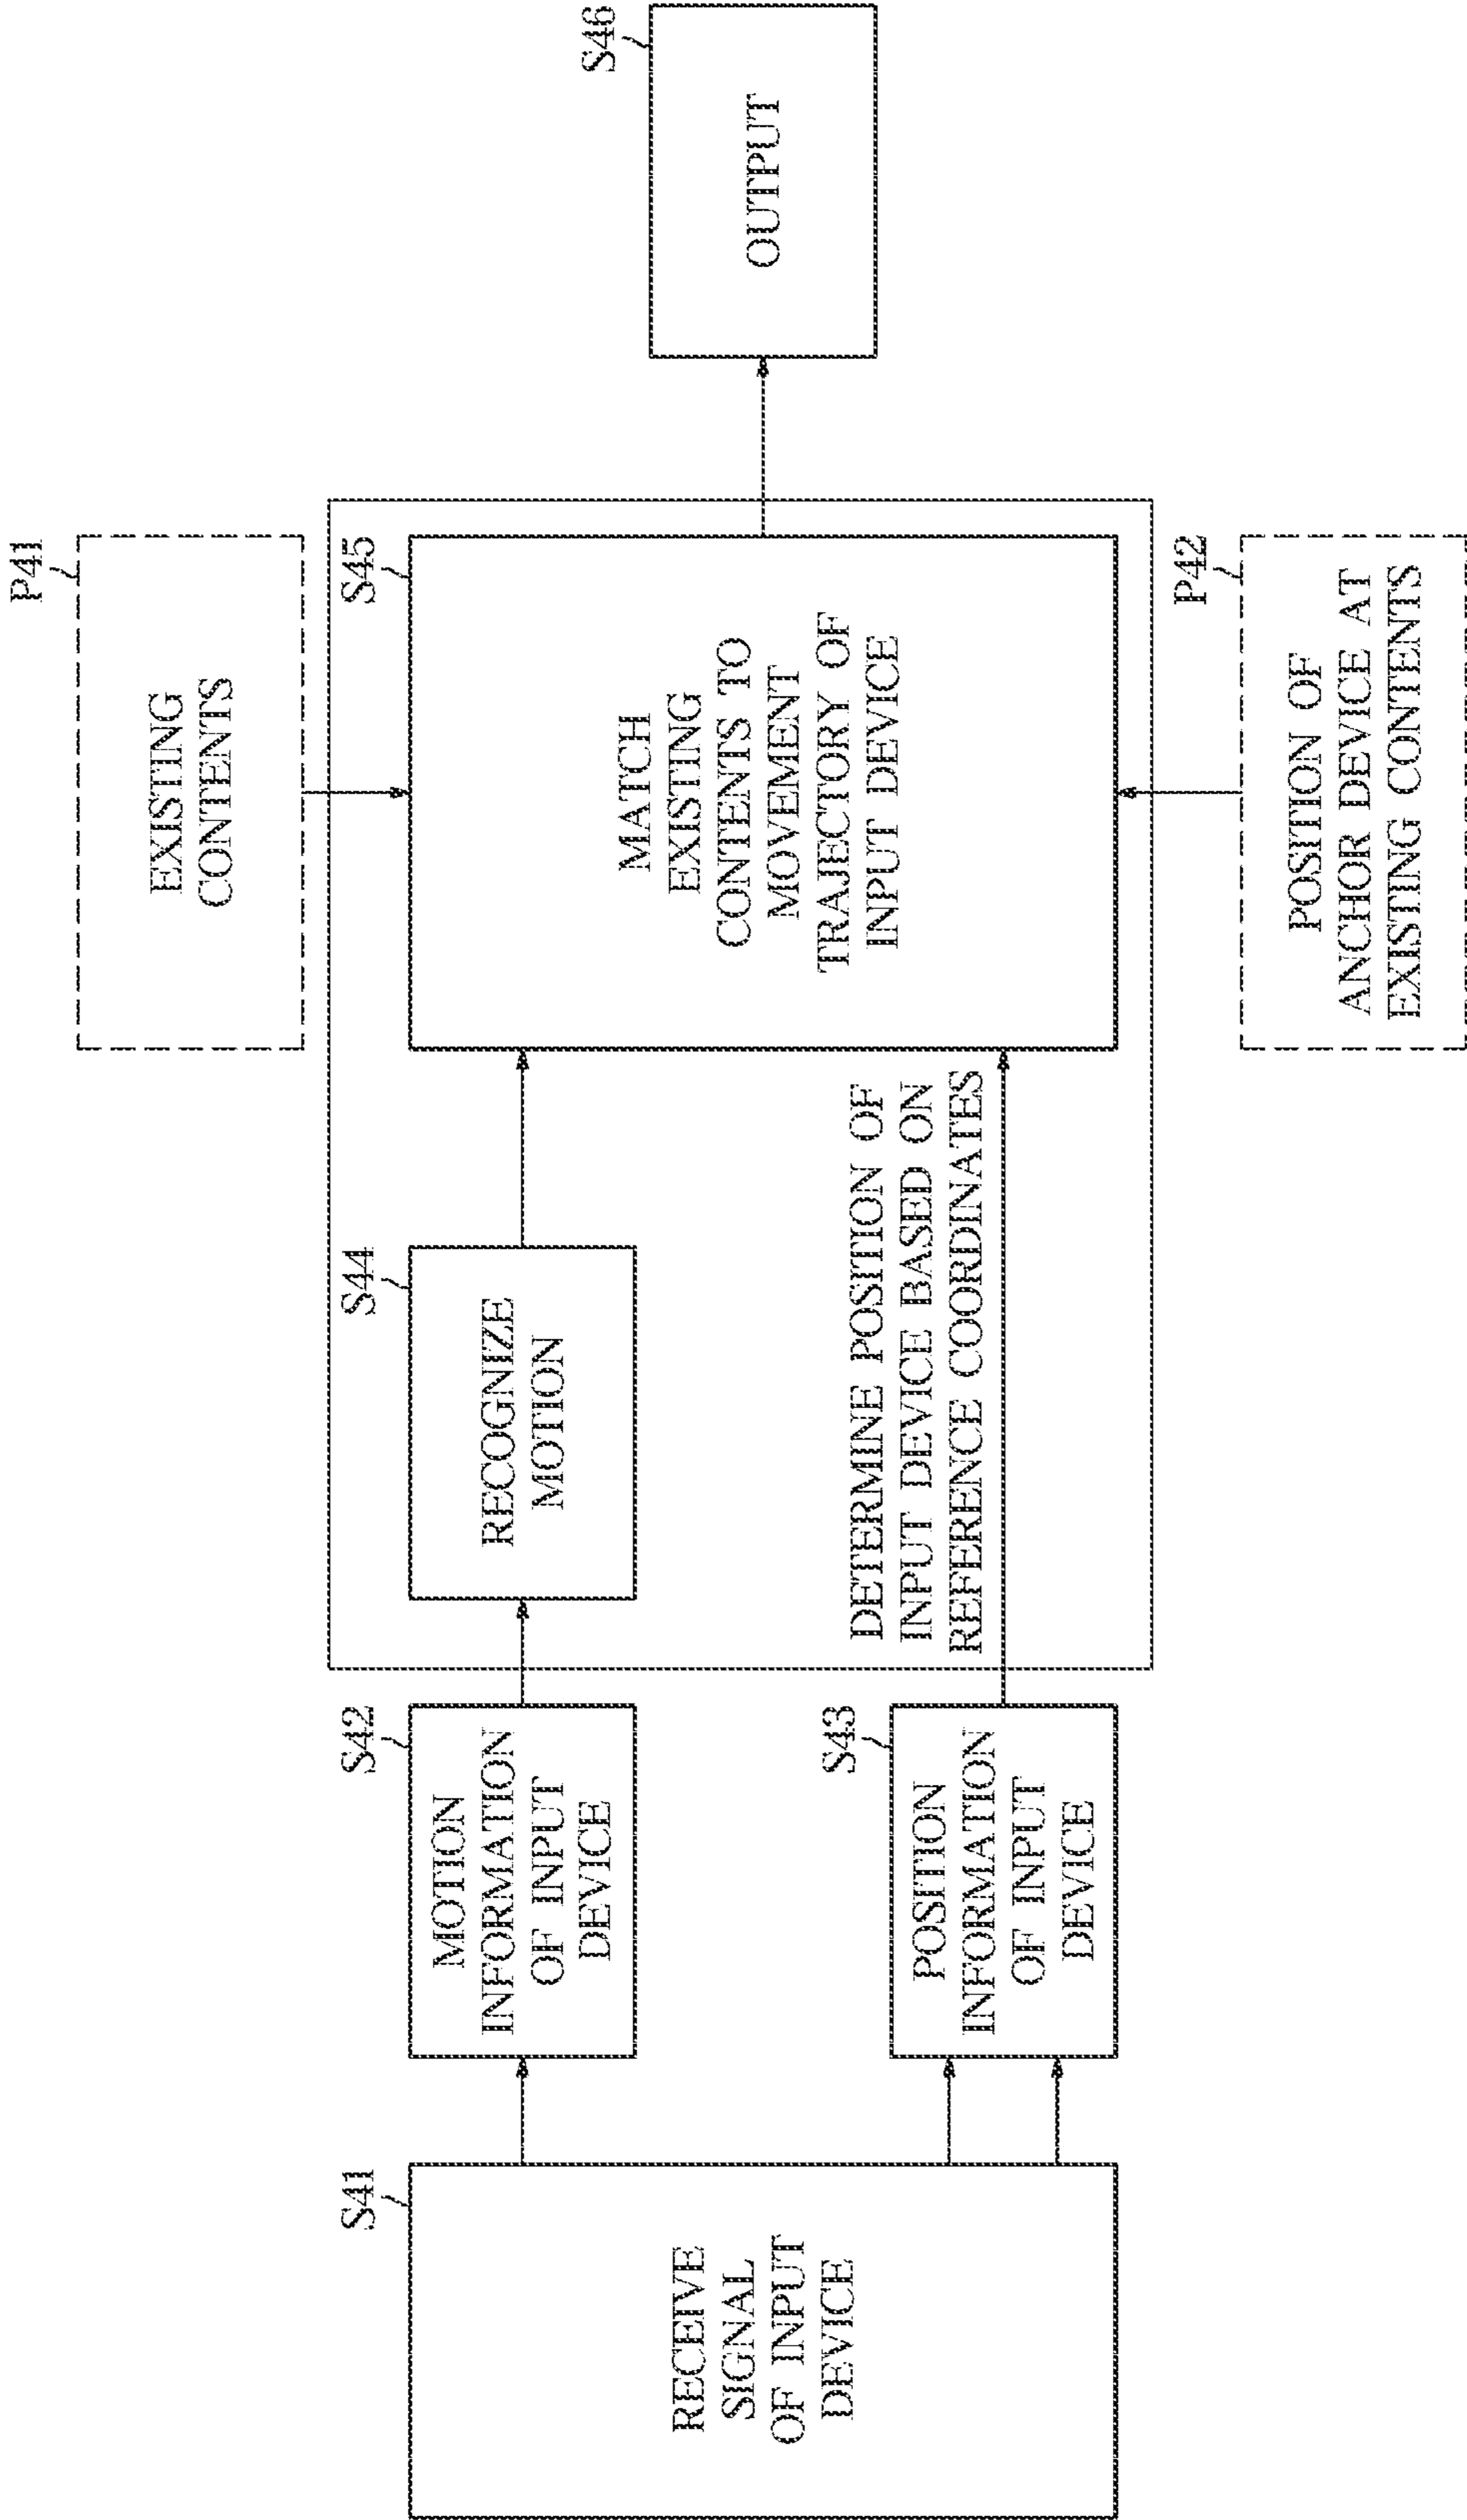 S41
RECEIVE
SIGNAL
OF INPUT
DEVICE
S42
MOTION
INFORMATION
OF INPUT
DEVICE
S43
POSITION
INFORMATION
OF INPUT
DEVICE
S44
RECOGNIZE
MOTION
DETERMINE POSITION OF
INPUT DEVICE BASED ON
REFERENCE COORDINATES
P41
EXISTING
CONTENTS
S45
MATCH
EXISTING
CONTENTS TO
MOVEMENT
TRAJECTORY OF
INPUT DEVICE
P42
POSITION OF
ANCHOR DEVICE AT
EXISTING CONTENTS
S46
OUTPUT